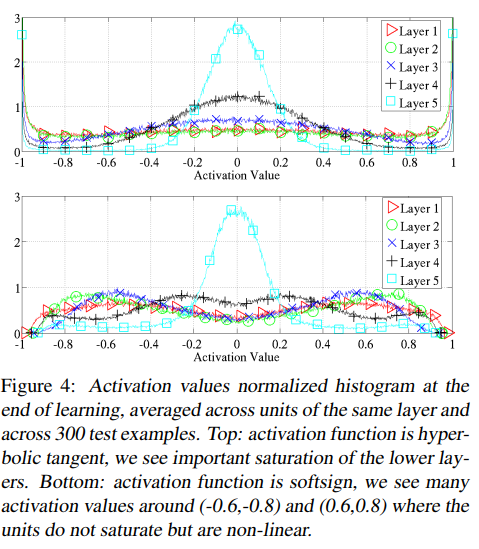 3
Layer 1
Layer 2
2
Layer 3
Layer 4
Layer 5
1
0
-1 -0.8 -0.6 -0.4 -0.2 0 0.2 0.4 0.6 0.8 1
Activation Value
3
Layer 1
Layer 2
2
Layer 3
Layer 4
Layer 5
1
0
-1 -0.8 -0.6 -0.4 -0.2 0 0.2 0.4 0.6 0.8 1
Activation Value
Figure 4: Activation values normalized histogram at the
end of learning, averaged across units of the same layer and
across 300 test examples. Top: activation function is hyper-
bolic tangent, we see important saturation of the lower lay-
ers. Bottom: activation function is softsign, we see many
activation values around (-0.6,-0.8) and (0.6,0.8) where the
units do not saturate but are non-linear.